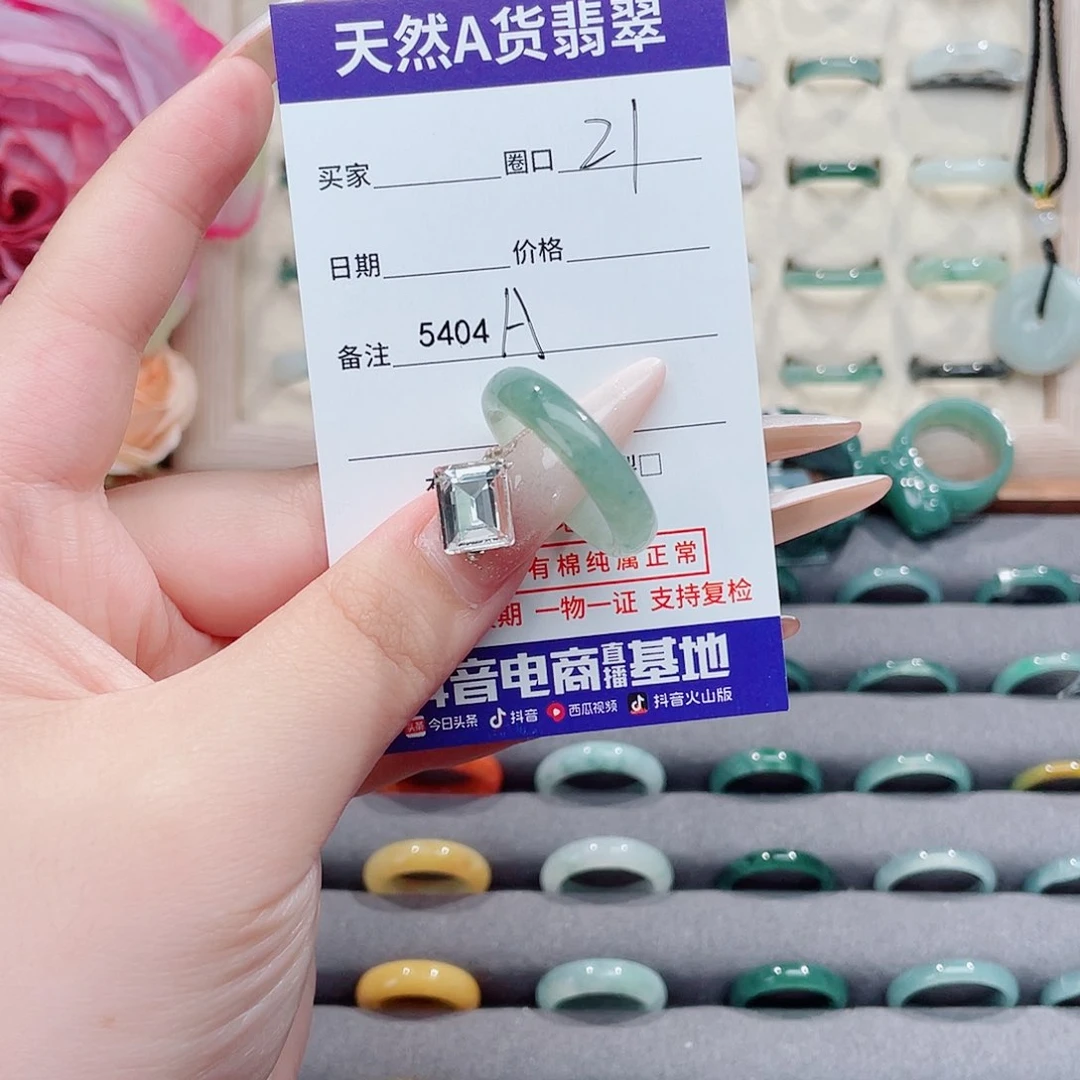 天然A货翡翠
买家 圈口 21
日期 价格
备注 5404 A
有棉纯属正常
期 一物一证 支持复检
音电商直播基地
今日头条 抖音 西瓜视频 抖音火山版